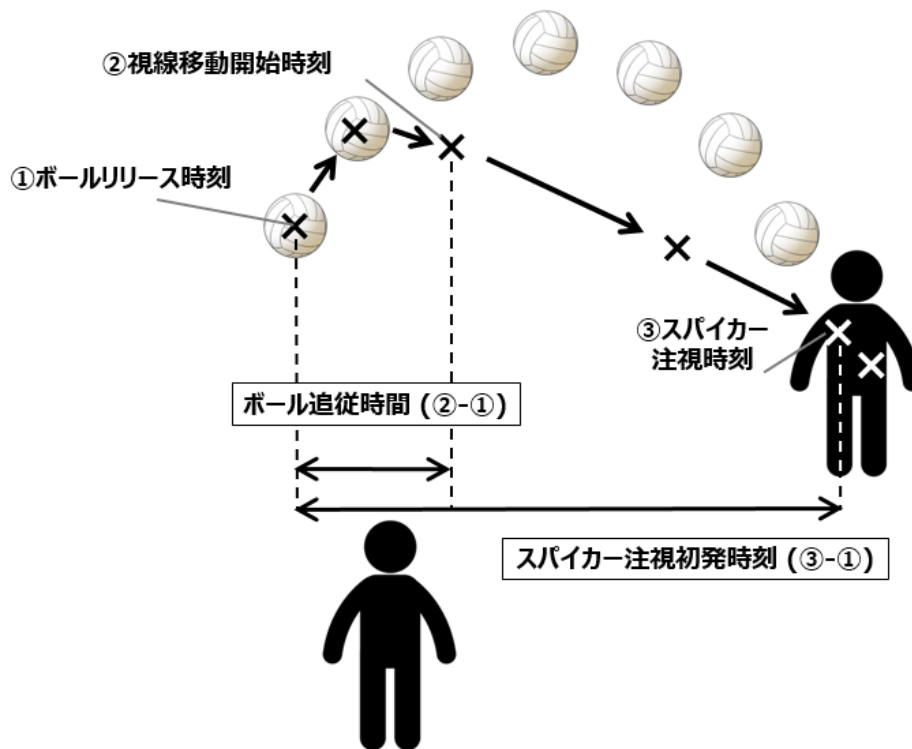 ②視線移動開始時刻
①ボールリリース時刻
③スパイカー
注視時刻
ボール追従時間 (②-①)
スパイカー注視初発時刻 (③-①)